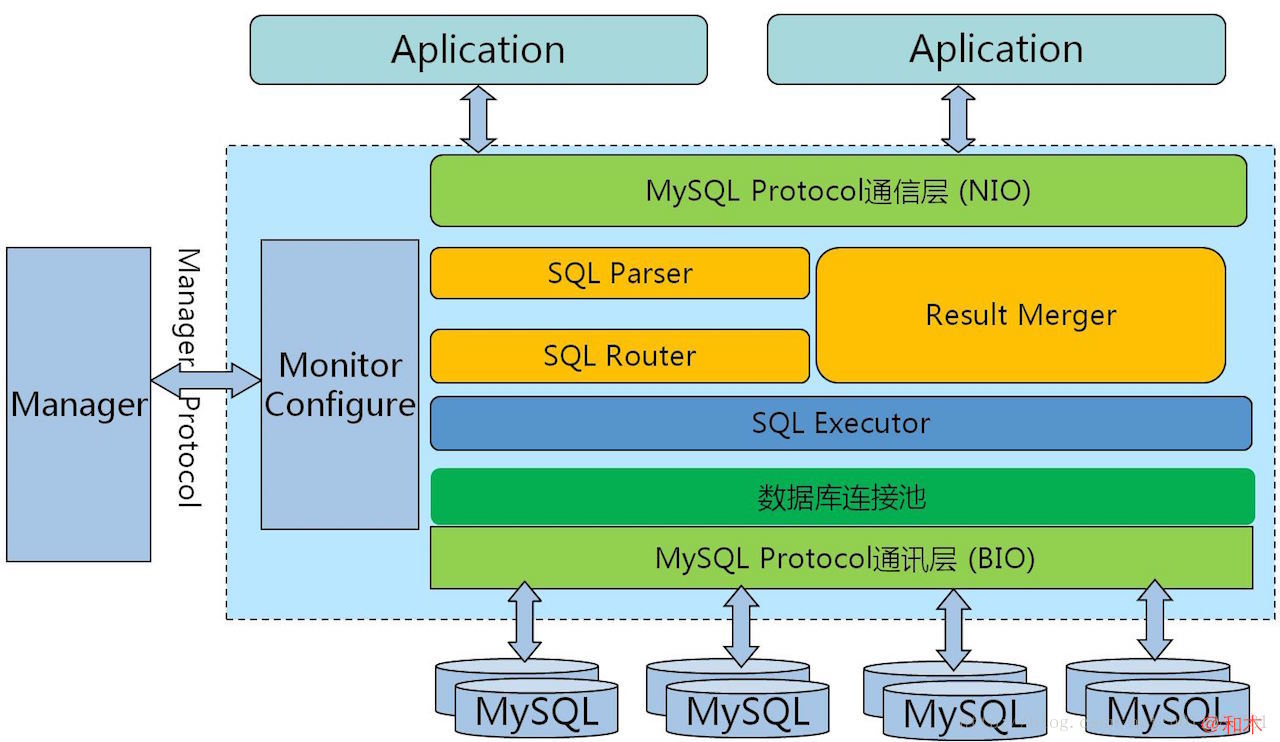 Aplication
Aplication
MySQL Protocol通信层 (NIO)
Manager
Manager Protocol
Monitor
Configure
SQL Parser
SQL Router
Result Merger
SQL Executor
数据库连接池
MySQL Protocol通讯层 (BIO)
MySQL
MySQL
MySQL
MySQL
@和术